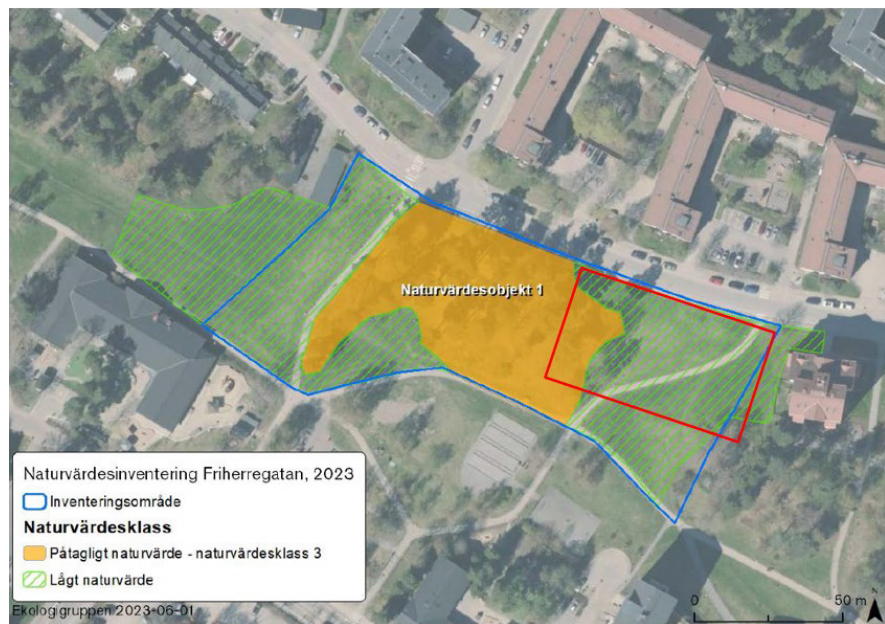 Naturvärdesobjekt 1
Naturvärdesinventering Friherregatan, 2023
Inventeringsområde
Naturvärdesklass
Påtagligt naturvärde - naturvärdesklass 3
Lågt naturvärde
Ekologigruppen 2023-06-01
0 50 m
N